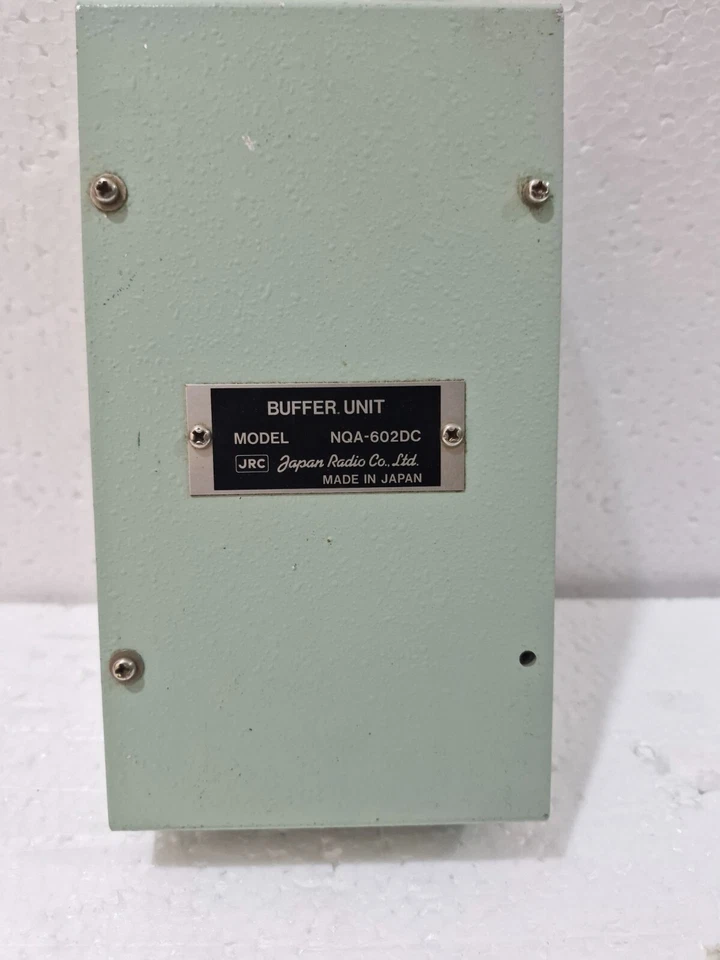 BUFFER UNIT
MODEL NQA-602DC
JRC Japan Radio Co., Ltd.
MADE IN JAPAN